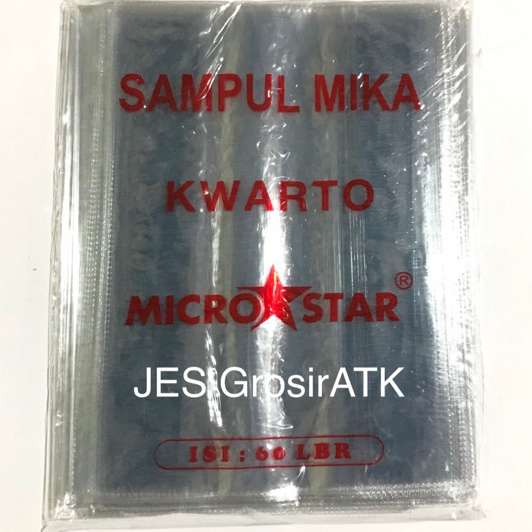 SAMPUL MIKA
KWARTO
MICRO STAR ®
JES GrosirATK
ISI : 60 LBR